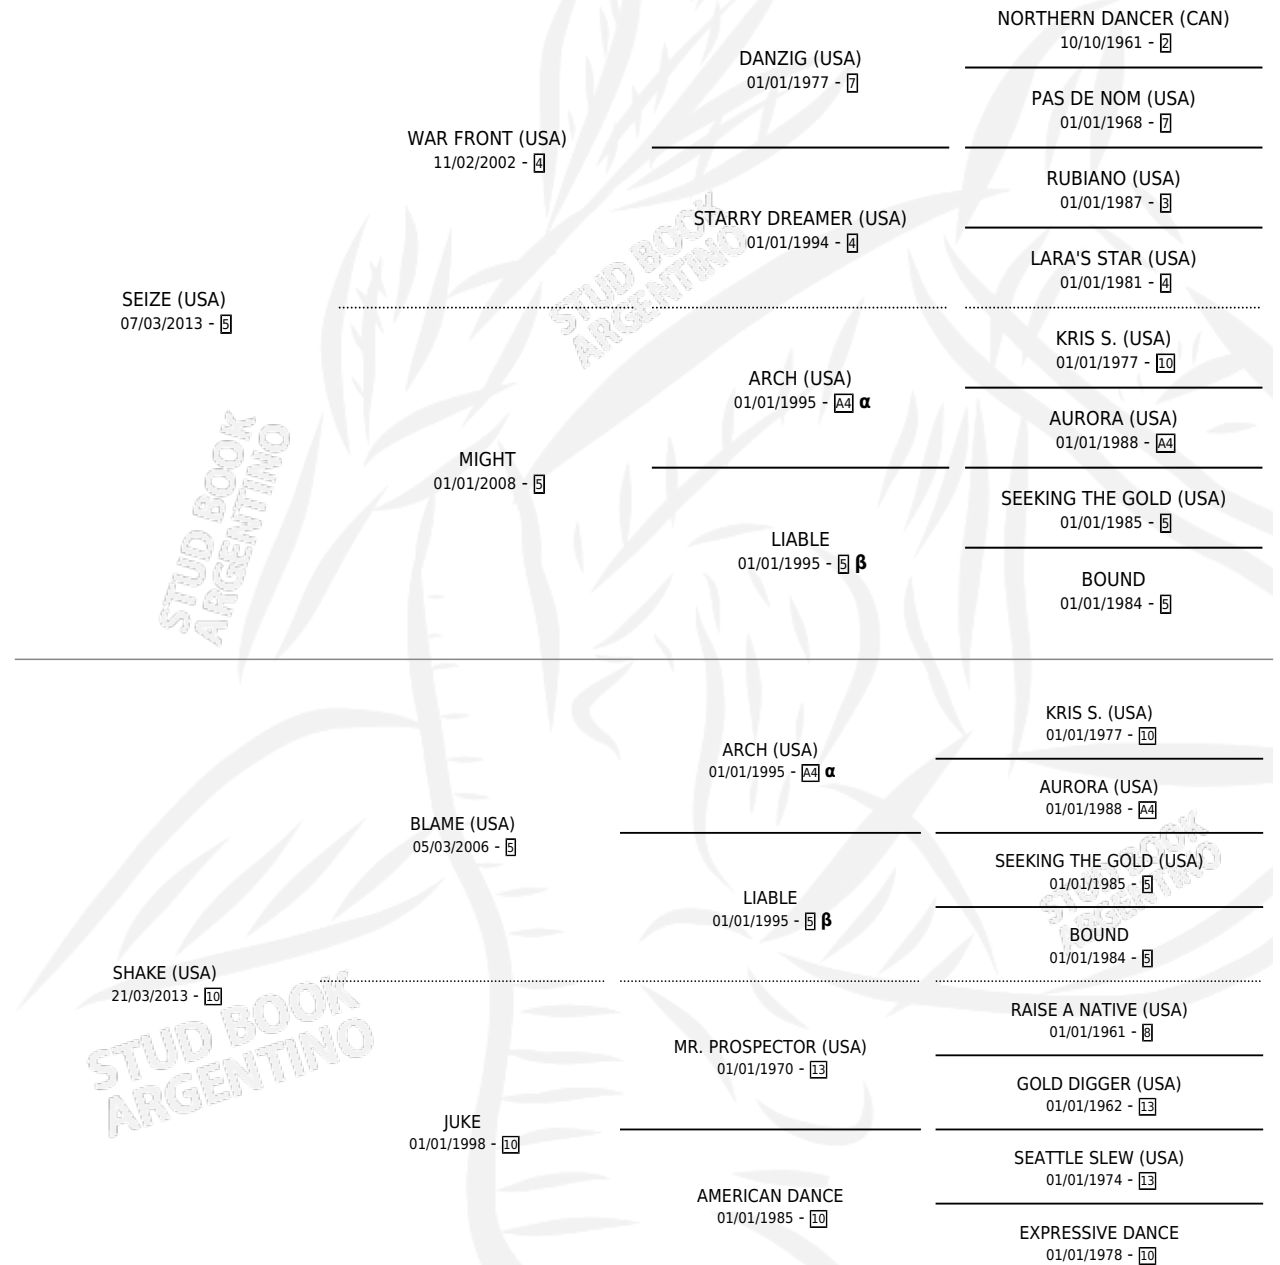 NORTHERN DANCER (CAN)
10/10/1961 - 2
DANZIG (USA)
01/01/1977 - 7
PAS DE NOM (USA)
01/01/1968 - 7
WAR FRONT (USA)
11/02/2002 - 4
RUBIANO (USA)
01/01/1987 - 3
STARRY DREAMER (USA)
01/01/1994 - 4
LARA'S STAR (USA)
01/01/1981 - 4
SEIZE (USA)
07/03/2013 - 5
KRIS S. (USA)
01/01/1977 - 10
ARCH (USA)
01/01/1995 - A4 α
AURORA (USA)
01/01/1988 - A4
MIGHT
01/01/2008 - 5
SEEKING THE GOLD (USA)
01/01/1985 - 5
LIABLE
01/01/1995 - 5 β
BOUND
01/01/1984 - 5
KRIS S. (USA)
01/01/1977 - 10
ARCH (USA)
01/01/1995 - A4 α
AURORA (USA)
01/01/1988 - A4
BLAME (USA)
05/03/2006 - 5
SEEKING THE GOLD (USA)
01/01/1985 - 5
LIABLE
01/01/1995 - 5 β
BOUND
01/01/1984 - 5
SHAKE (USA)
21/03/2013 - 10
RAISE A NATIVE (USA)
01/01/1961 - 8
MR. PROSPECTOR (USA)
01/01/1970 - 13
GOLD DIGGER (USA)
01/01/1962 - 13
JUKE
01/01/1998 - 10
SEATTLE SLEW (USA)
01/01/1974 - 13
AMERICAN DANCE
01/01/1985 - 10
EXPRESSIVE DANCE
01/01/1978 - 10
STUD BOOK
ARGENTINO
STUD BOOK
ARGENTINO
STUD BOOK
ARGENTINO
STUD BOOK
ARGENTINO